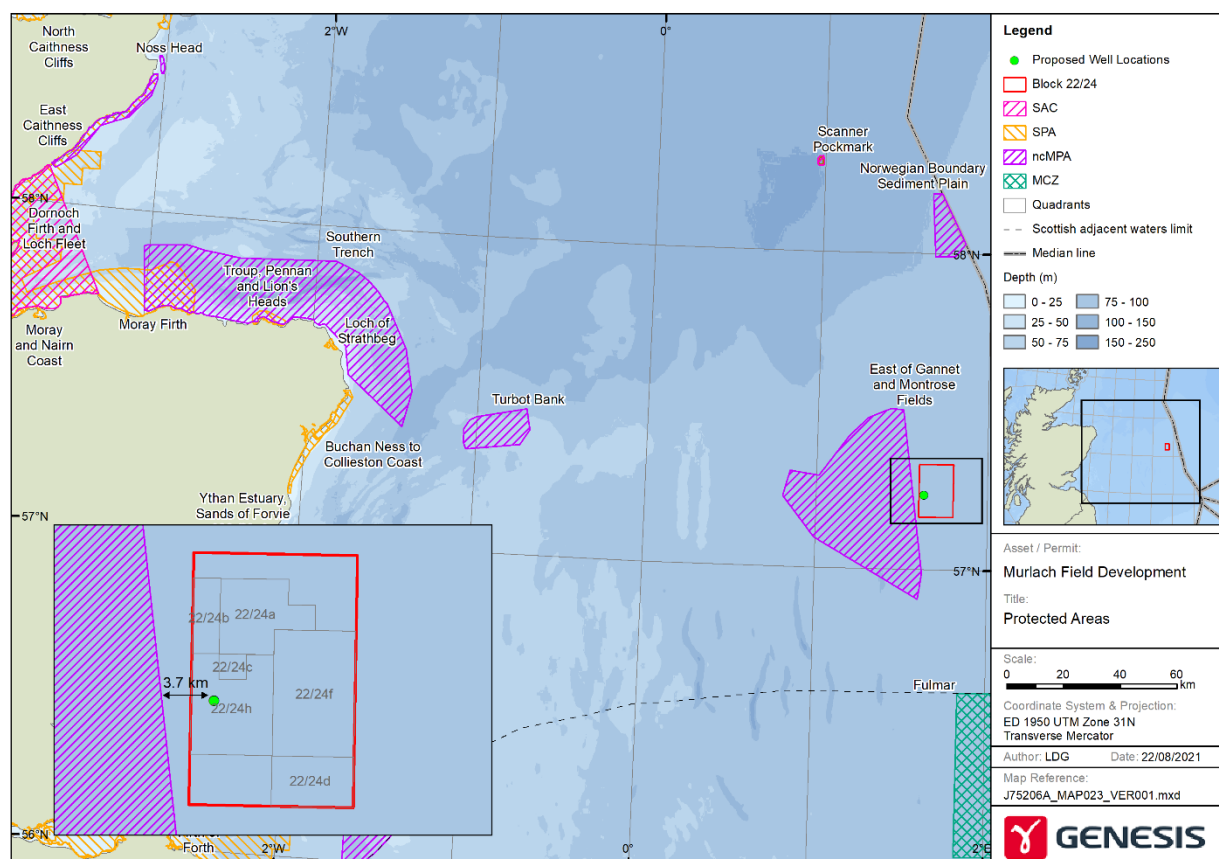 2°W
0°
North
Caithness
Cliffs
Noss Head
East
Caithness
Cliffs
Scanner
Pockmark
Norwegian Boundary
Sediment Plain
58°N
Dornoch
Firth and
Loch Fleet
Southern
Trench
58°N
Troup, Pennan
and Lion's
Heads
Moray Firth
Loch of
Strathbeg
Moray
and Nairn
Coast
East of Gannet
and Montrose
Fields
Turbot Bank
Buchan Ness to
Collieston Coast
Ythan Estuary,
Sands of Forvie
57°N
57°N
22/24b
22/24a
22/24c
3.7 km
22/24f
22/24h
Fulmar
22/24d
56°N
Forth
2°W
0°
2°E
Legend
Proposed Well Locations
Block 22/24
SAC
SPA
ncMPA
MCZ
Quadrants
Scottish adjacent waters limit
Median line
Depth (m)
0 - 25
75 - 100
25 - 50
100 - 150
50 - 75
150 - 250
Asset / Permit:
Murlach Field Development
Title:
Protected Areas
Scale:
0 20 40 60
km
Coordinate System & Projection:
ED 1950 UTM Zone 31N
Transverse Mercator
Author: LDG Date: 22/08/2021
Map Reference:
J75206A_MAP023_VER001.mxd
GENESIS